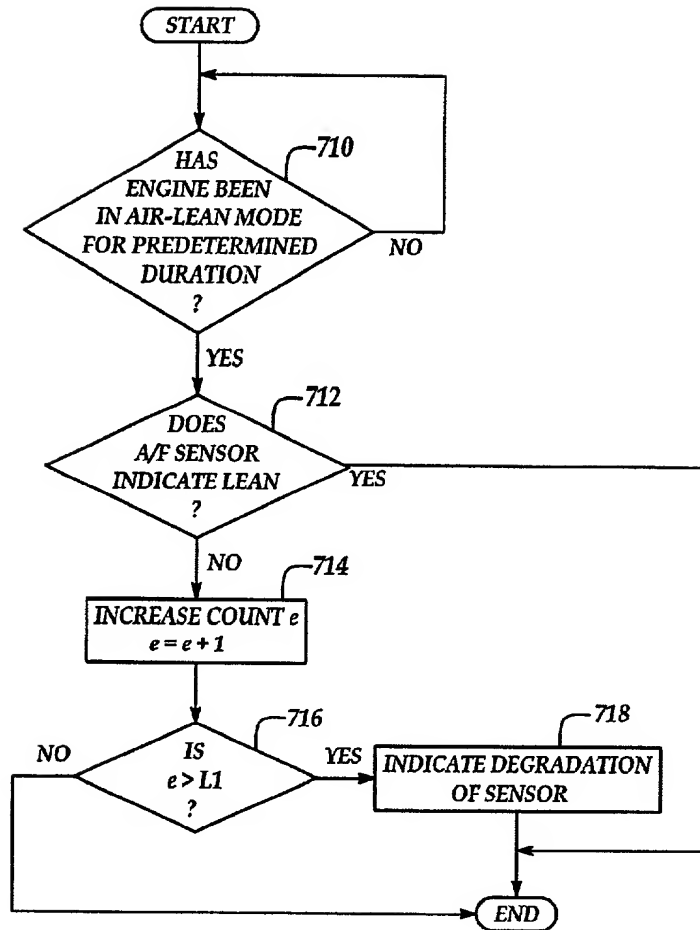 START
710
HAS
ENGINE BEEN
IN AIR-LEAN MODE
FOR PREDETERMINED
DURATION
?
NO
YES
712
DOES
A/F SENSOR
INDICATE LEAN
?
YES
NO
714
INCREASE COUNT e
e = e + 1
716
718
NO
IS
e > L1
?
YES
INDICATE DEGRADATION
OF SENSOR
END